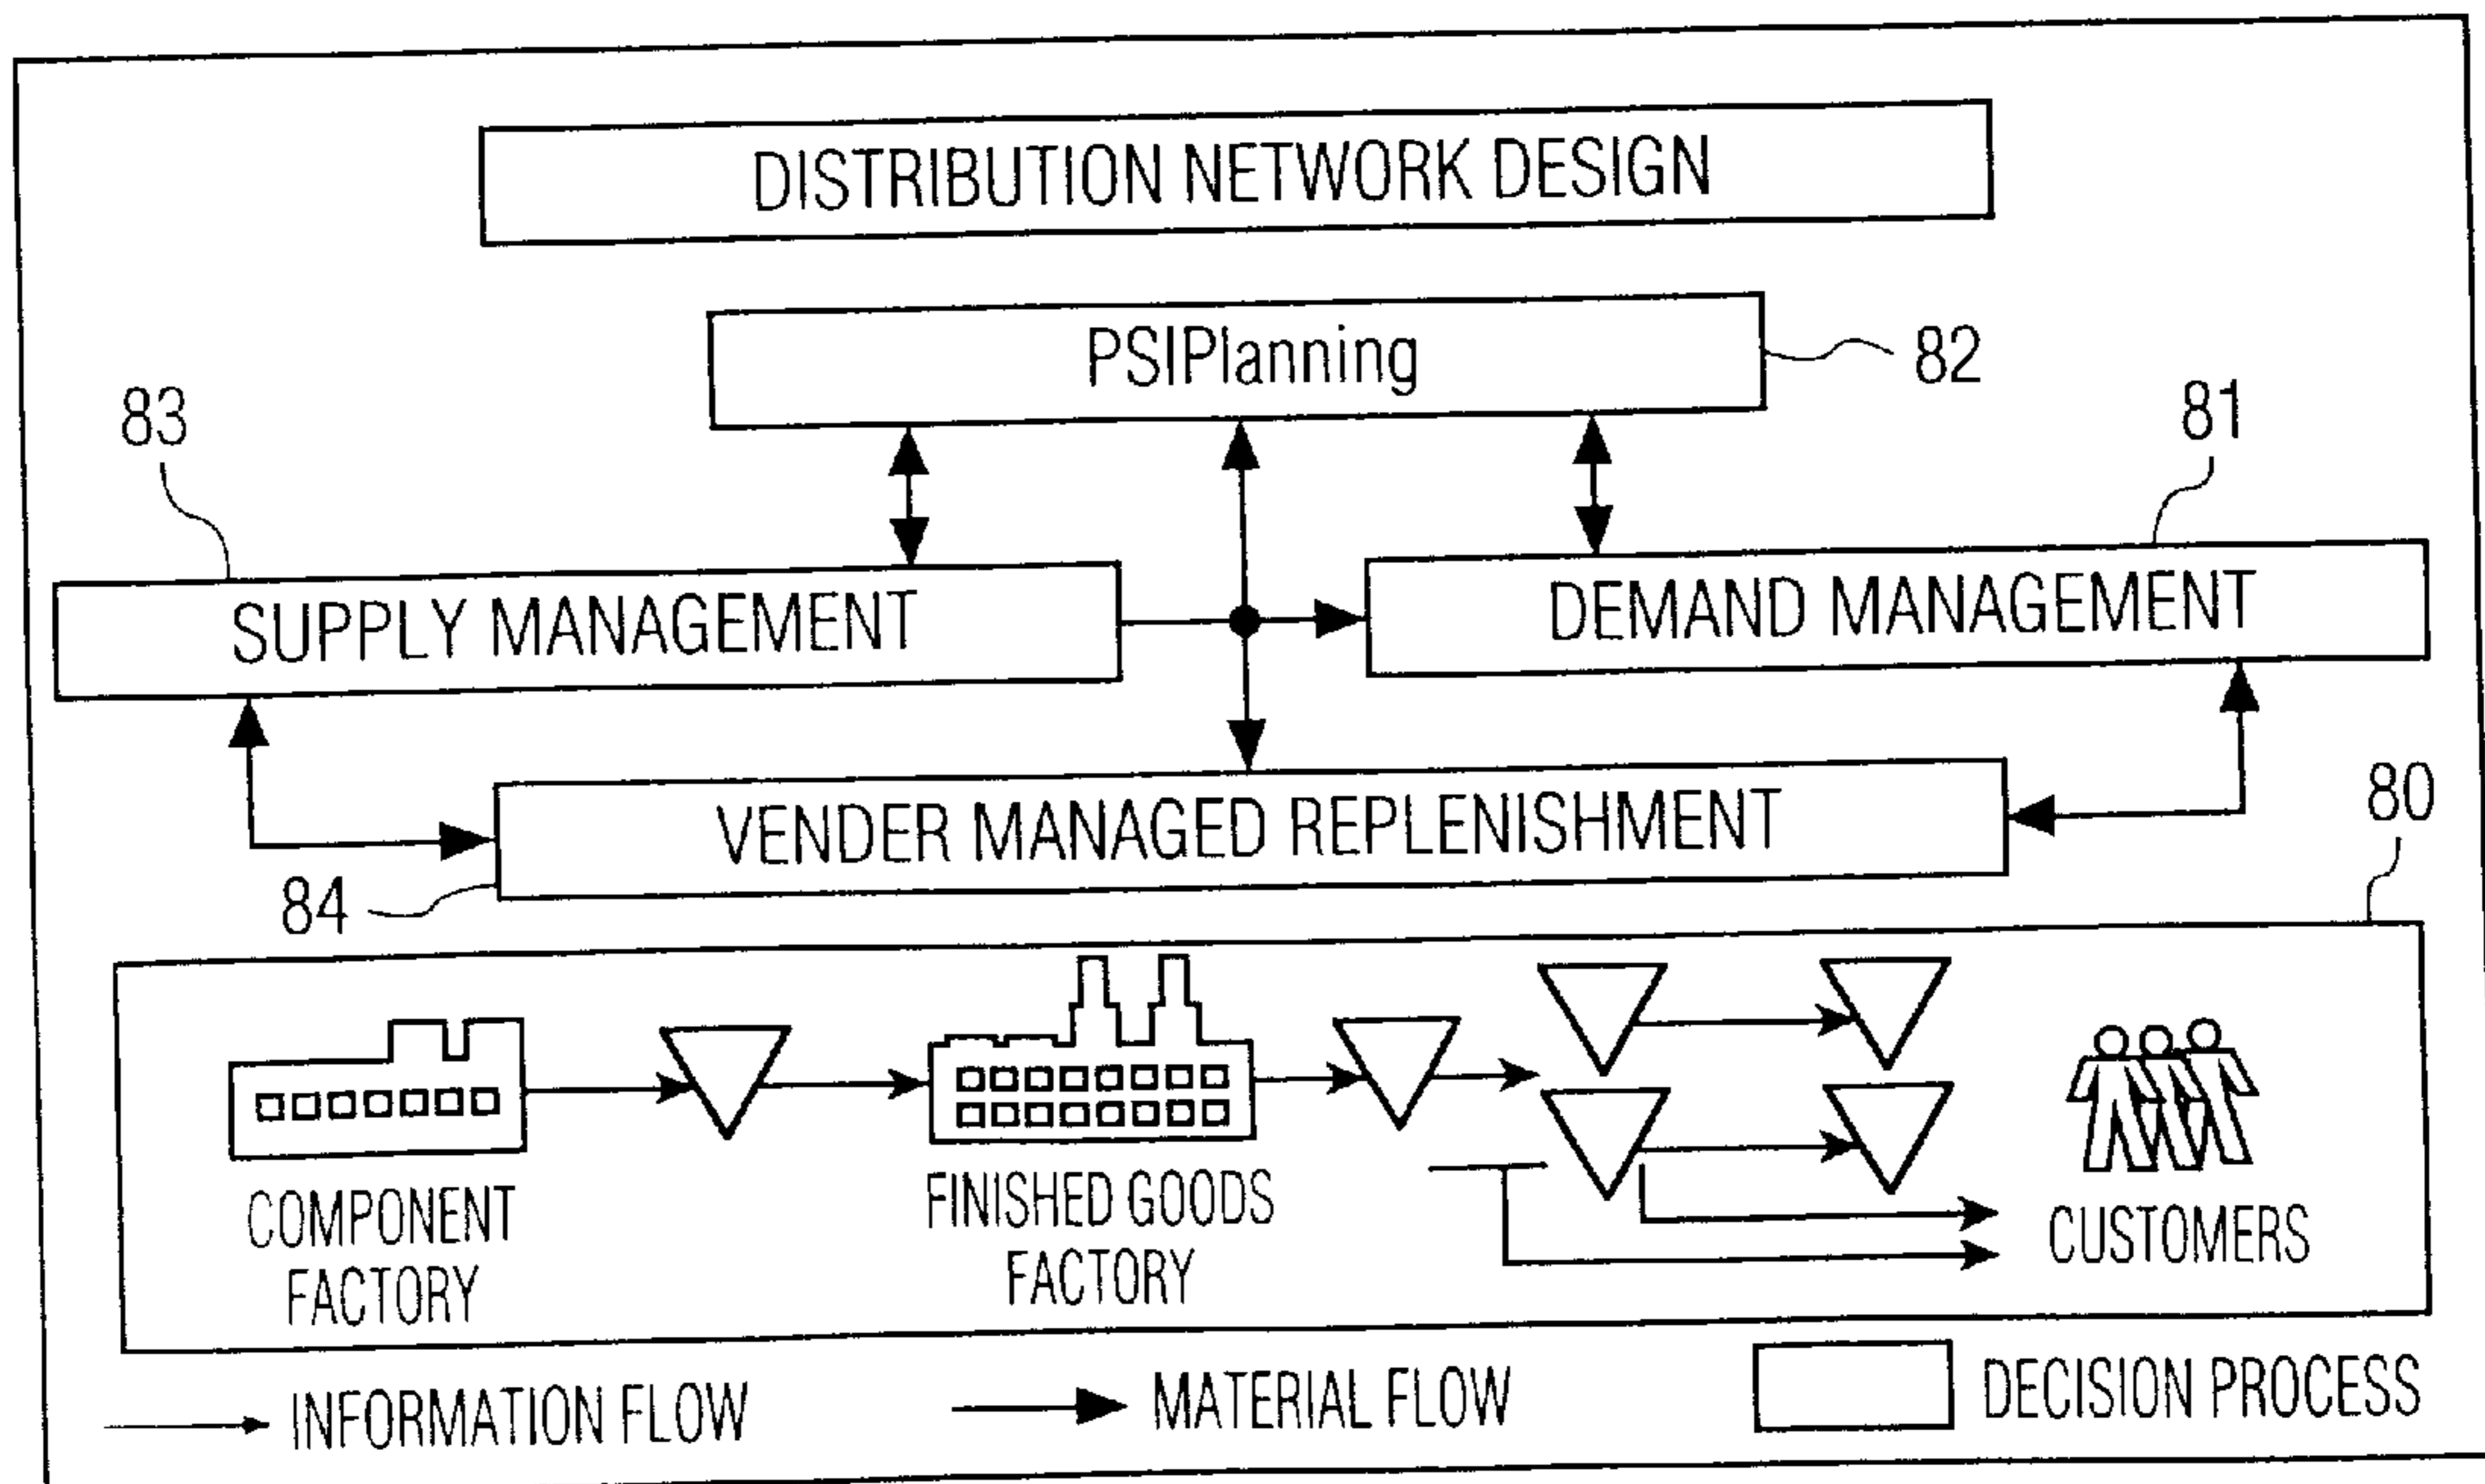 DISTRIBUTION NETWORK DESIGN
PSIPlanning
82
83
81
SUPPLY MANAGEMENT
DEMAND MANAGEMENT
VENDER MANAGED REPLENISHMENT
80
84
COMPONENT
FACTORY
FINISHED GOODS
FACTORY
CUSTOMERS
INFORMATION FLOW
MATERIAL FLOW
DECISION PROCESS